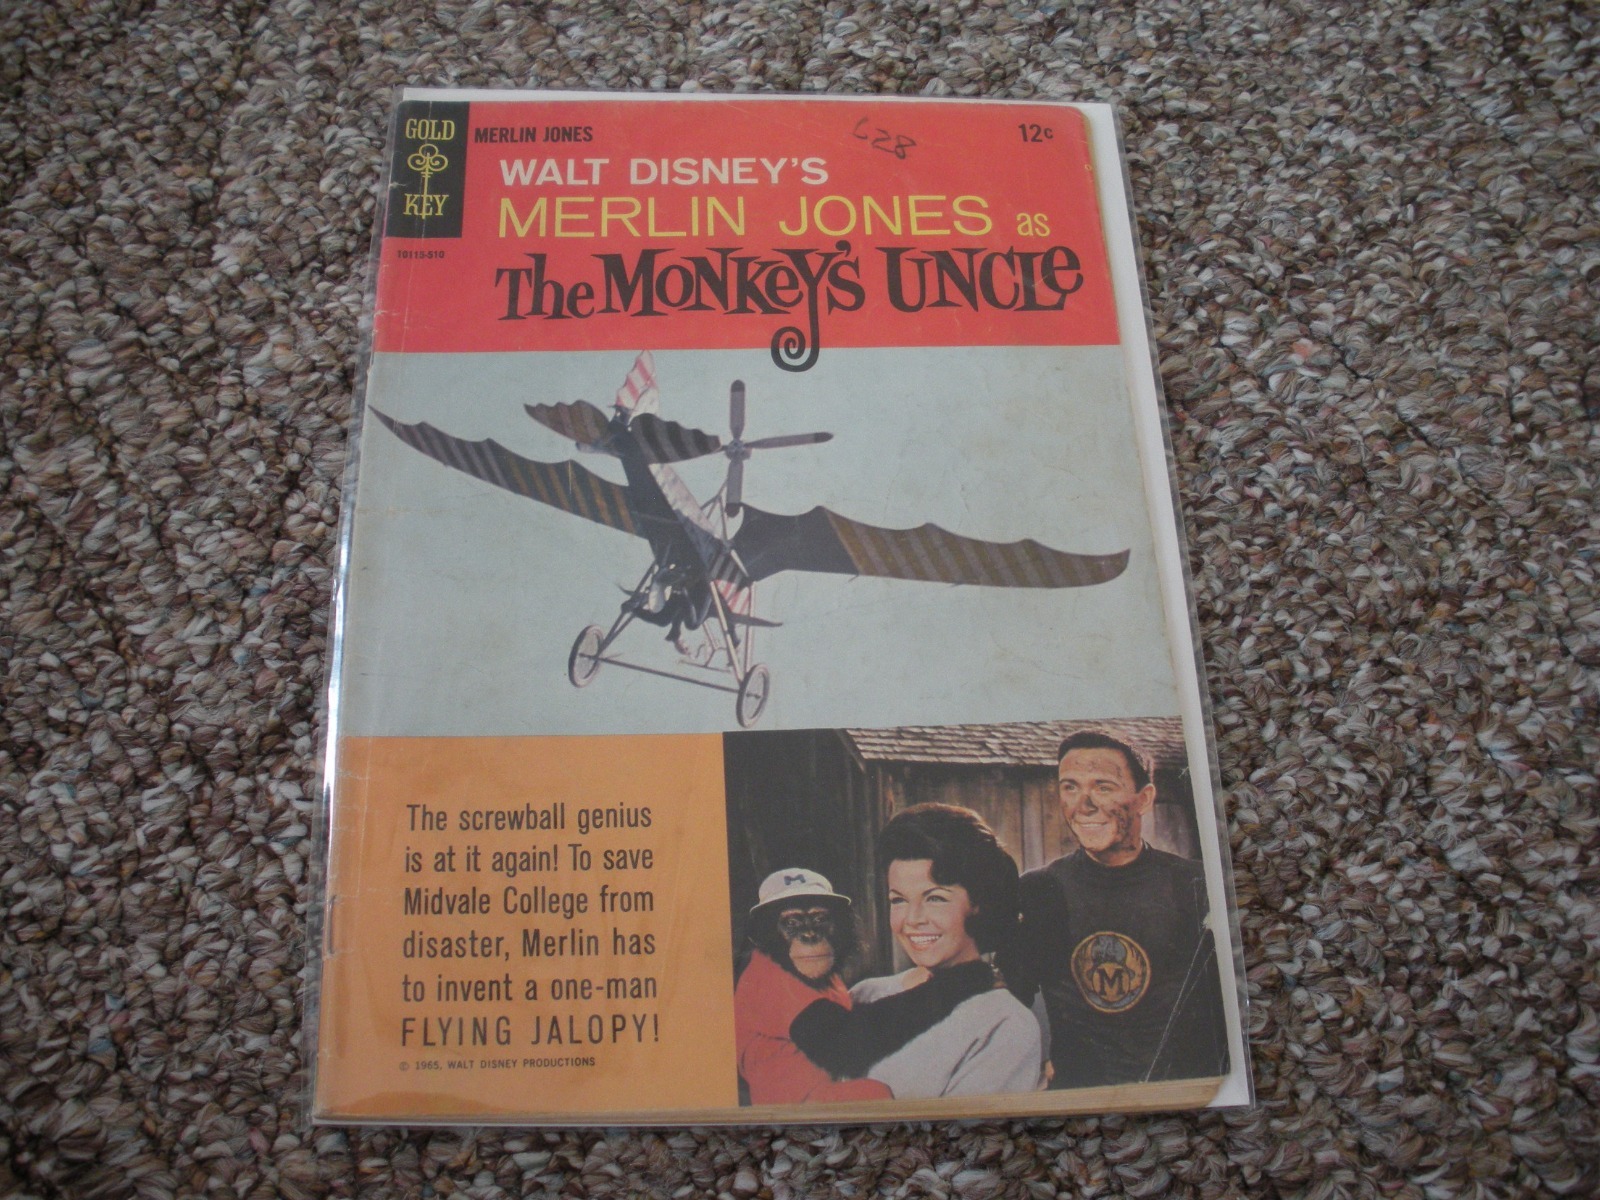 GOLD
KEY
MERLIN JONES
C28
12c
WALT DISNEY'S
MERLIN JONES as
The MONKEY'S UNCLE
10115-510
The screwball genius
is at it again! To save
Midvale College from
disaster, Merlin has
to invent a one-man
FLYING JALOPY!
© 1965, WALT DISNEY PRODUCTIONS
M
M